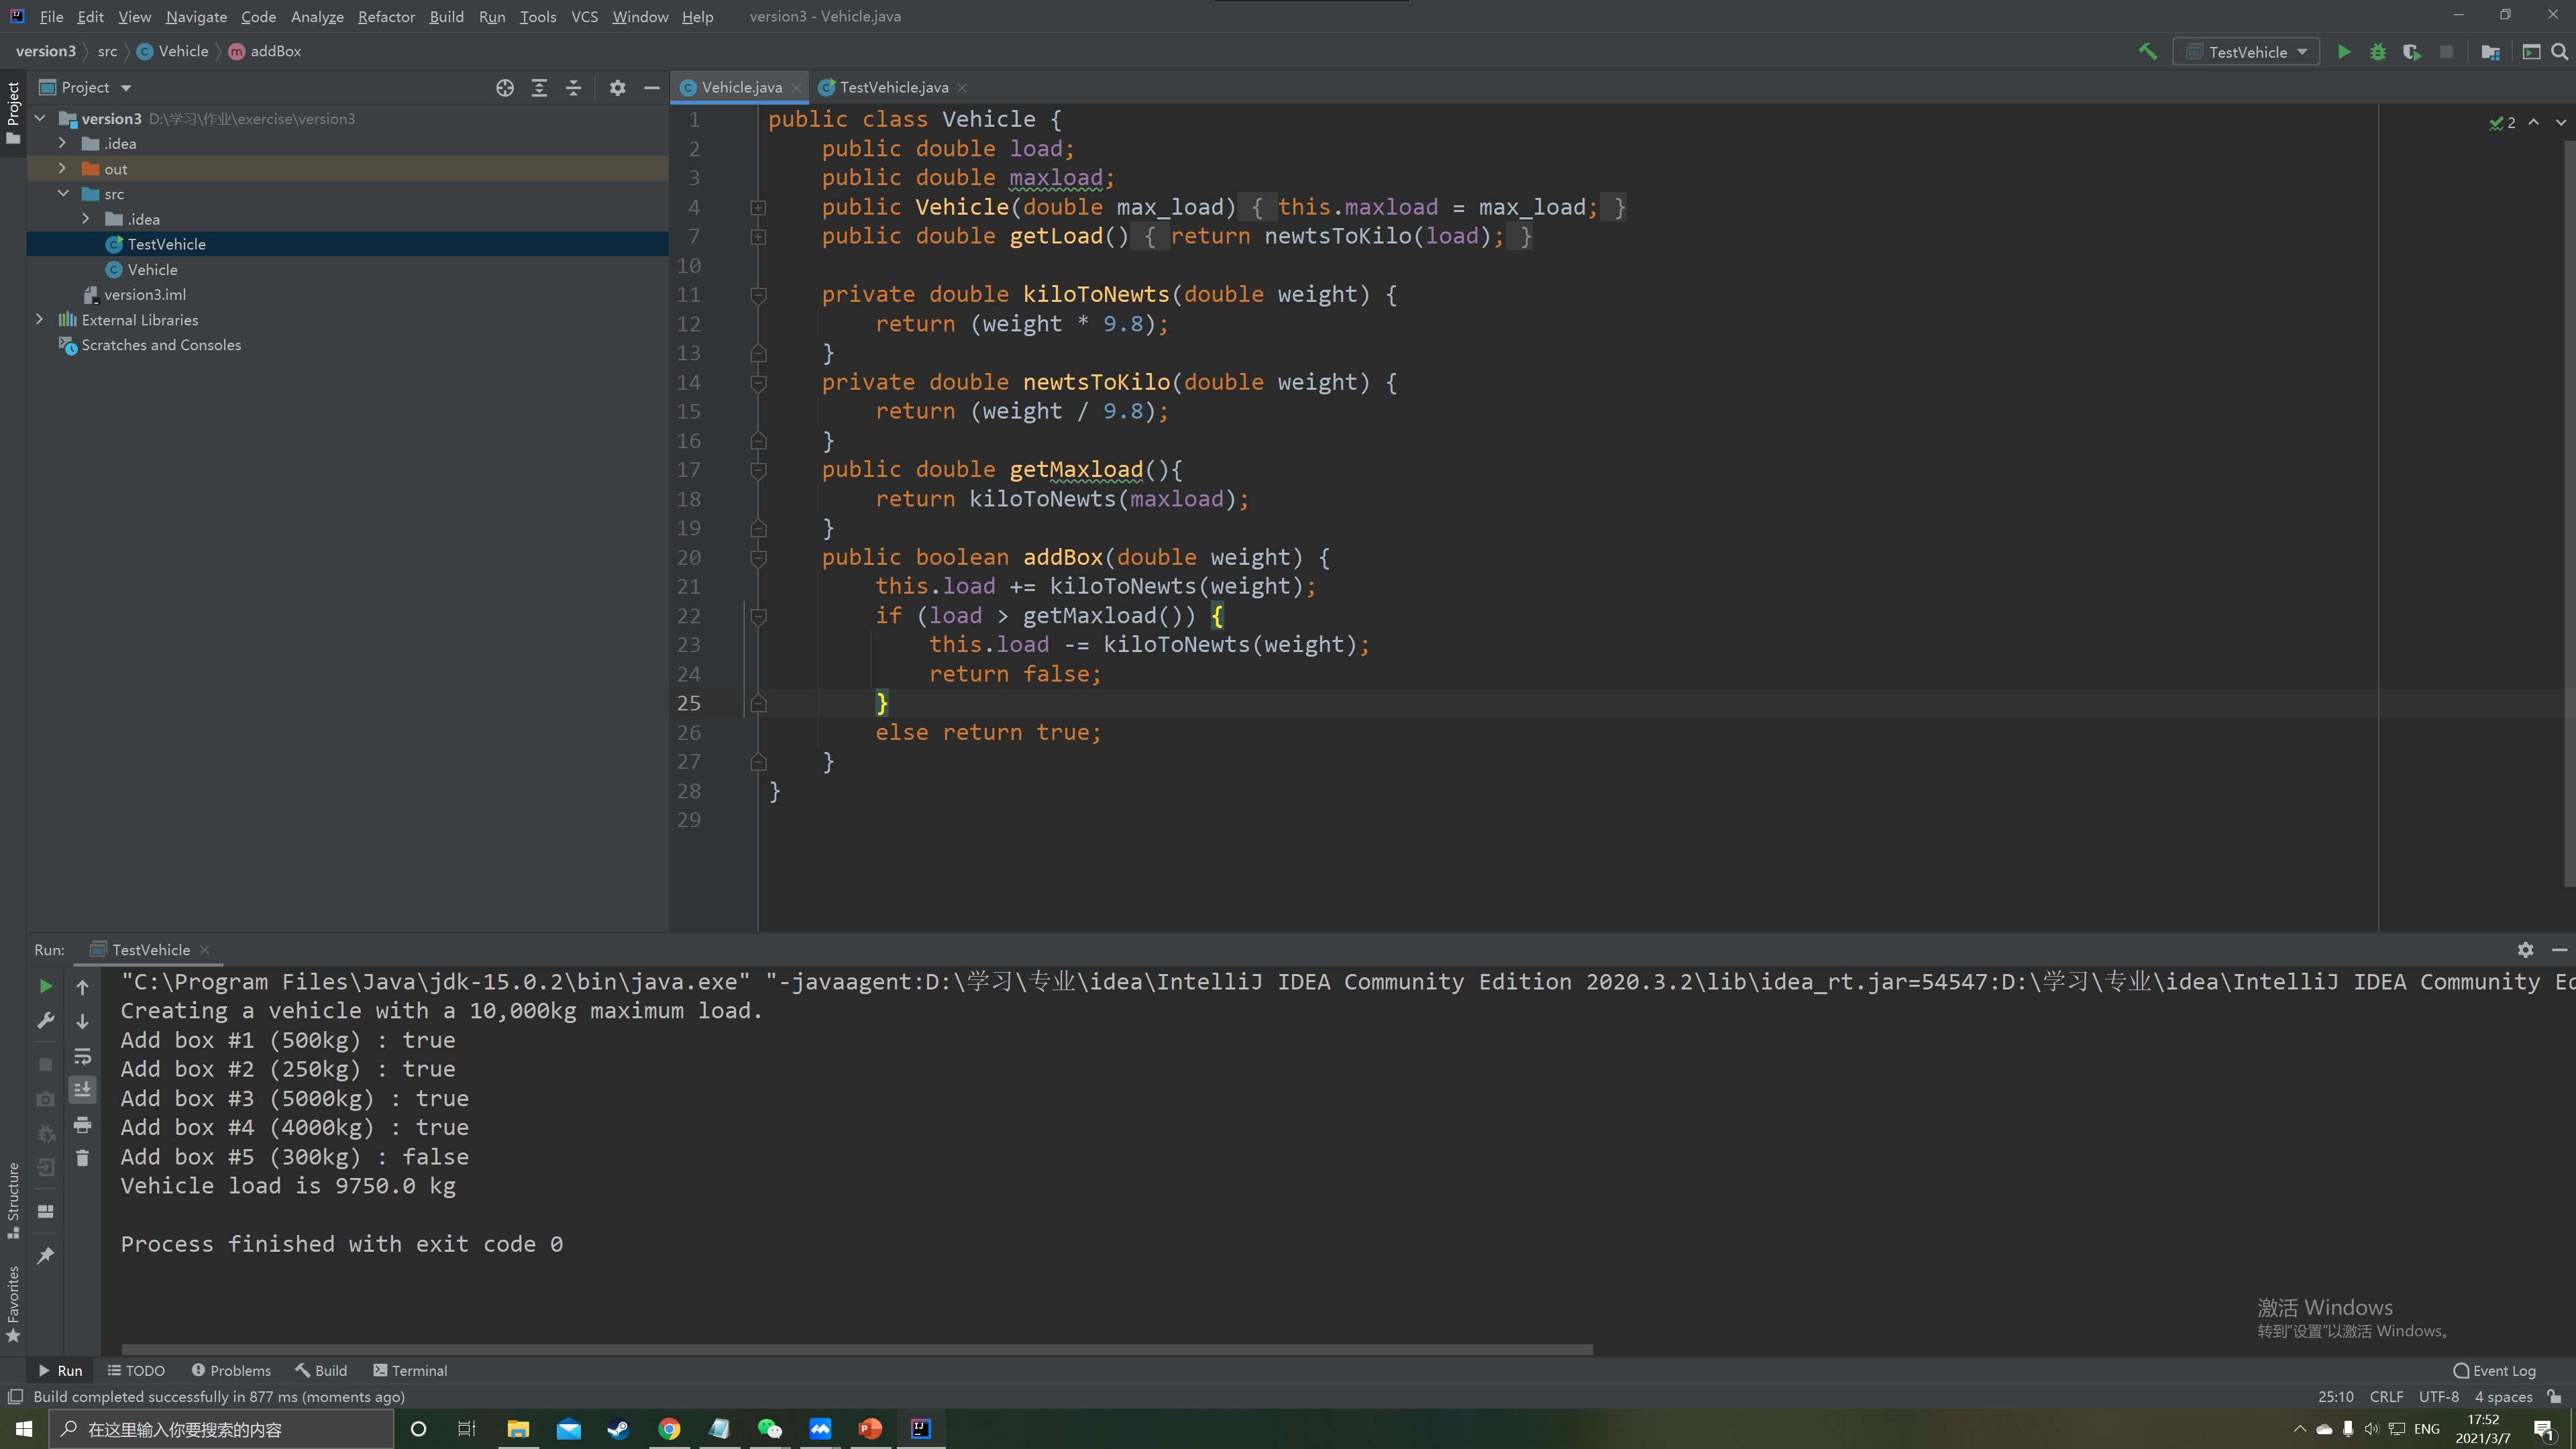 File Edit View Navigate Code Analyze Refactor Build Run Tools VCS Window Help version3 - Vehicle.java
version3 src Vehicle addBox
TestVehicle
Project
Project
version3 D:\学习\作业\exercise\version3
.idea
out
src
.idea
TestVehicle
Vehicle
version3.iml
External Libraries
Scratches and Consoles
Vehicle.java TestVehicle.java
2
1 public class Vehicle {
2 public double load;
3 public double maxload;
4 public Vehicle(double max_load) { this.maxload = max_load; }
7 public double getLoad() { return newtsToKilo(load); }
10
11 private double kiloToNewts(double weight) {
12 return (weight * 9.8);
13 }
14 private double newtsToKilo(double weight) {
15 return (weight / 9.8);
16 }
17 public double getMaxload(){
18 return kiloToNewts(maxload);
19 }
20 public boolean addBox(double weight) {
21 this.load += kiloToNewts(weight);
22 if (load > getMaxload()) {
23 this.load -= kiloToNewts(weight);
24 return false;
25 }
26 else return true;
27 }
28 }
29
Run: TestVehicle
"C:\Program Files\Java\jdk-15.0.2\bin\java.exe" "-javaagent:D:\学习\专业\idea\IntelliJ IDEA Community Edition 2020.3.2\lib\idea_rt.jar=54547:D:\学习\专业\idea\IntelliJ IDEA Community Ed
Creating a vehicle with a 10,000kg maximum load.
Add box #1 (500kg) : true
Add box #2 (250kg) : true
Add box #3 (5000kg) : true
Add box #4 (4000kg) : true
Add box #5 (300kg) : false
Vehicle load is 9750.0 kg
Process finished with exit code 0
Structure
Favorites
激活 Windows
转到"设置"以激活 Windows。
Run TODO Problems Build Terminal Event Log
Build completed successfully in 877 ms (moments ago) 25:10 CRLF UTF-8 4 spaces
在这里输入你要搜索的内容
ENG 17:52
2021/3/7 1